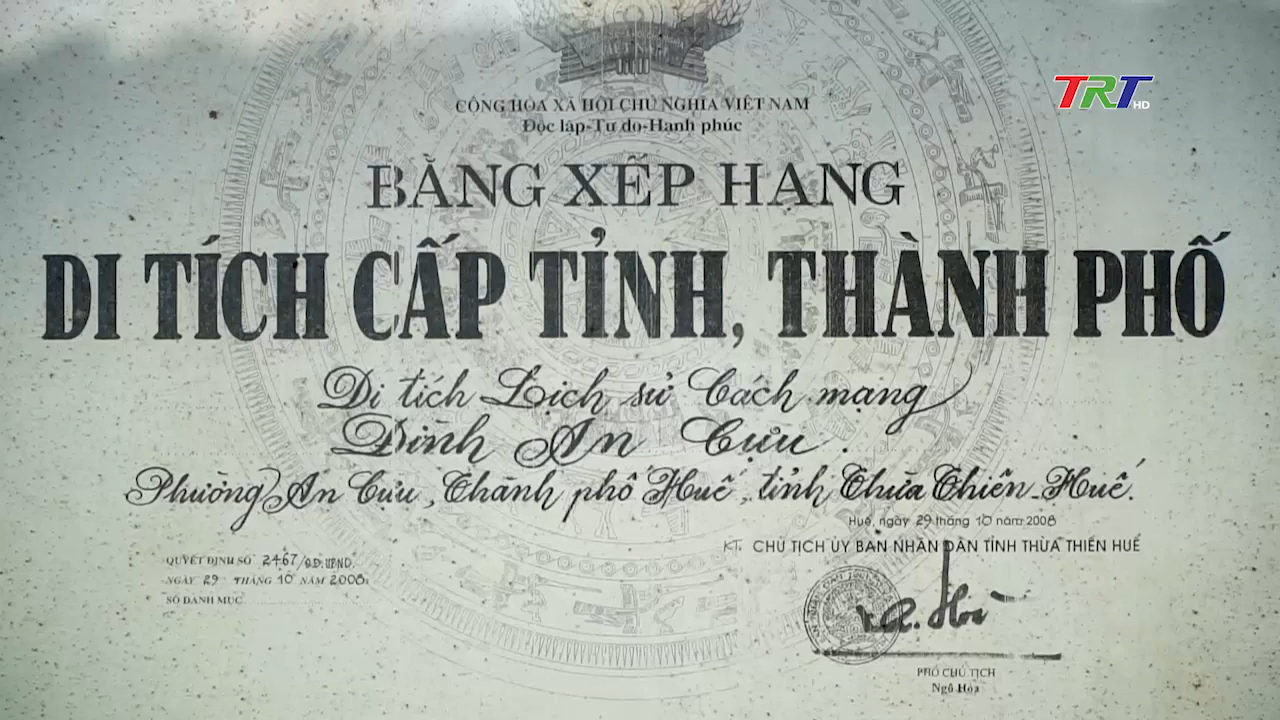 TRT HD
CỘNG HÒA XÃ HỘI CHỦ NGHĨA VIỆT NAM
Độc lập-Tự do-Hạnh phúc
BẰNG XẾP HẠNG
DI TÍCH CẤP TỈNH, THÀNH PHỐ
Di tích Lịch sử Cách mạng
Đình An Cựu.
Phường An Cựu, Thành phố Huế, tỉnh Thừa Thiên-Huế.
Huế, ngày 29 tháng 10 năm 2008
KT. CHỦ TỊCH ỦY BAN NHÂN DÂN TỈNH THỪA THIÊN HUẾ
QUYẾT ĐỊNH SỐ 2467/QĐ.UBND.
NGÀY 29 THÁNG 10 NĂM 2008.
SỐ DANH MỤC
PHÓ CHỦ TỊCH
Ngô Hòa